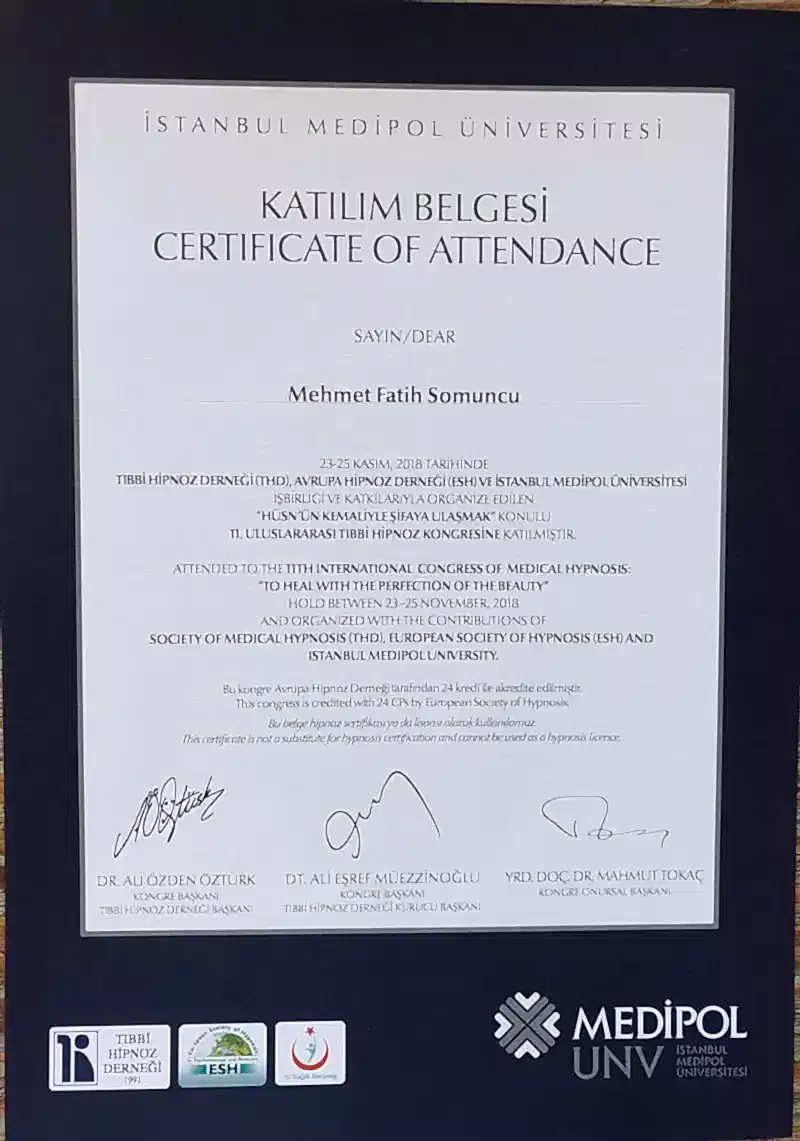 İSTANBUL MEDİPOL ÜNİVERSİTESİ
KATILIM BELGESİ
CERTIFICATE OF ATTENDANCE
SAYIN/DEAR
Mehmet Fatih Somuncu
23-25 KASIM, 2018 TARİHİNDE
TIBBİ HİPNOZ DERNEĞİ (THD), AVRUPA HİPNOZ DERNEĞİ (ESH) VE İSTANBUL MEDİPOL ÜNİVERSİTESİ
İŞBİRLİĞİ VE KATKILARIYLA ORGANİZE EDİLEN
"HÜSN'ÜN KEMALİYLE ŞİFAYA ULAŞMAK" KONULU
11. ULUSLARARASI TIBBİ HİPNOZ KONGRESİNE KATILMIŞTIR.
ATTENDED TO THE 11TH INTERNATIONAL CONGRESS OF MEDICAL HYPNOSIS:
"TO HEAL WITH THE PERFECTION OF THE BEAUTY"
HOLD BETWEEN 23-25 NOVEMBER, 2018
AND ORGANIZED WITH THE CONTRIBUTIONS OF
SOCIETY OF MEDICAL HYPNOSIS (THD), EUROPEAN SOCIETY OF HYPNOSIS (ESH) AND
ISTANBUL MEDIPOL UNIVERSITY.
Bu kongre Avrupa Hipnoz Derneği tarafından 24 kredi ile akredite edilmiştir.
This congress is credited with 24 CPs by European Society of Hypnosis.
Bu belge hipnoz sertifikası ya da lisansı olarak kullanılamaz.
This certificate is not a substitute for hypnosis certification and cannot be used as a hypnosis licence.
DR. ALİ ÖZDEN ÖZTÜRK
KONGRE BAŞKANI
TIBBİ HİPNOZ DERNEĞİ BAŞKANI
DT. ALİ EŞREF MÜEZZİNOĞLU
KONGRE BAŞKANI
TIBBİ HİPNOZ DERNEĞİ KURUCU BAŞKANI
YRD. DOÇ. DR. MAHMUT TOKAÇ
KONGRE ONURSAL BAŞKANI
TIBBİ
HİPNOZ
DERNEĞİ
1991
European Society of Hypnosis
ESH
MEDİPOL
UNV
İSTANBUL
MEDİPOL
ÜNİVERSİTESİ